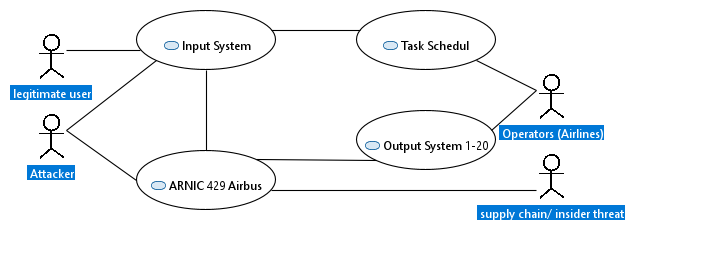 Input System
Task Schedul
legitimate user
Operators (Airlines)
Output System 1-20
Attacker
ARNIC 429 Airbus
supply chain/ insider threat